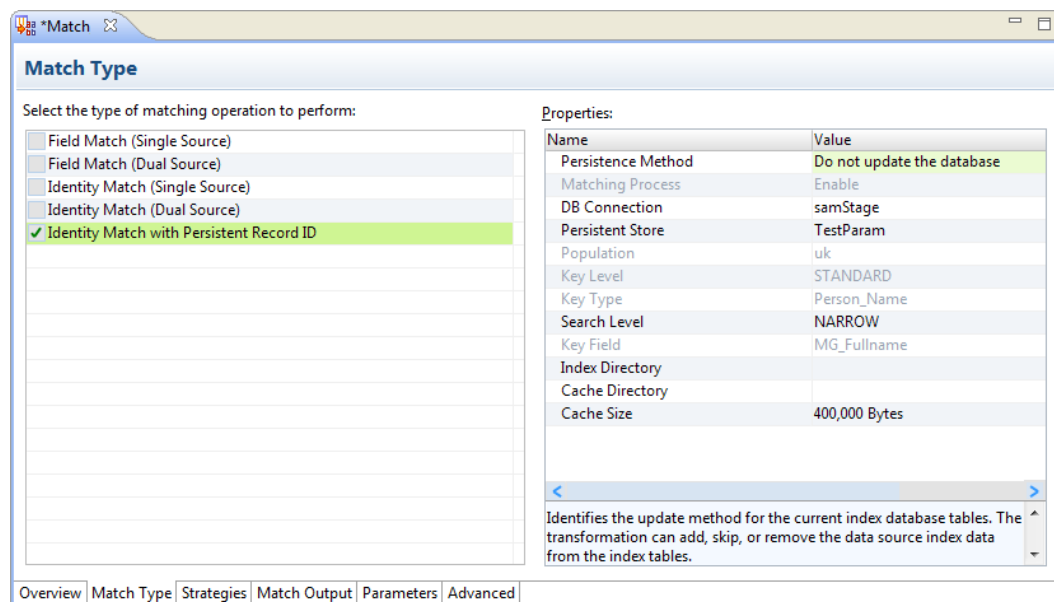 *Match
Match Type
Select the type of matching operation to perform:
Field Match (Single Source)
Field Match (Dual Source)
Identity Match (Single Source)
Identity Match (Dual Source)
Identity Match with Persistent Record ID
Properties:
Name Value
Persistence Method Do not update the database
Matching Process Enable
DB Connection samStage
Persistent Store TestParam
Population uk
Key Level STANDARD
Key Type Person_Name
Search Level NARROW
Key Field MG_Fullname
Index Directory
Cache Directory
Cache Size 400,000 Bytes
Identifies the update method for the current index database tables. The
transformation can add, skip, or remove the data source index data
from the index tables.
Overview Match Type Strategies Match Output Parameters Advanced